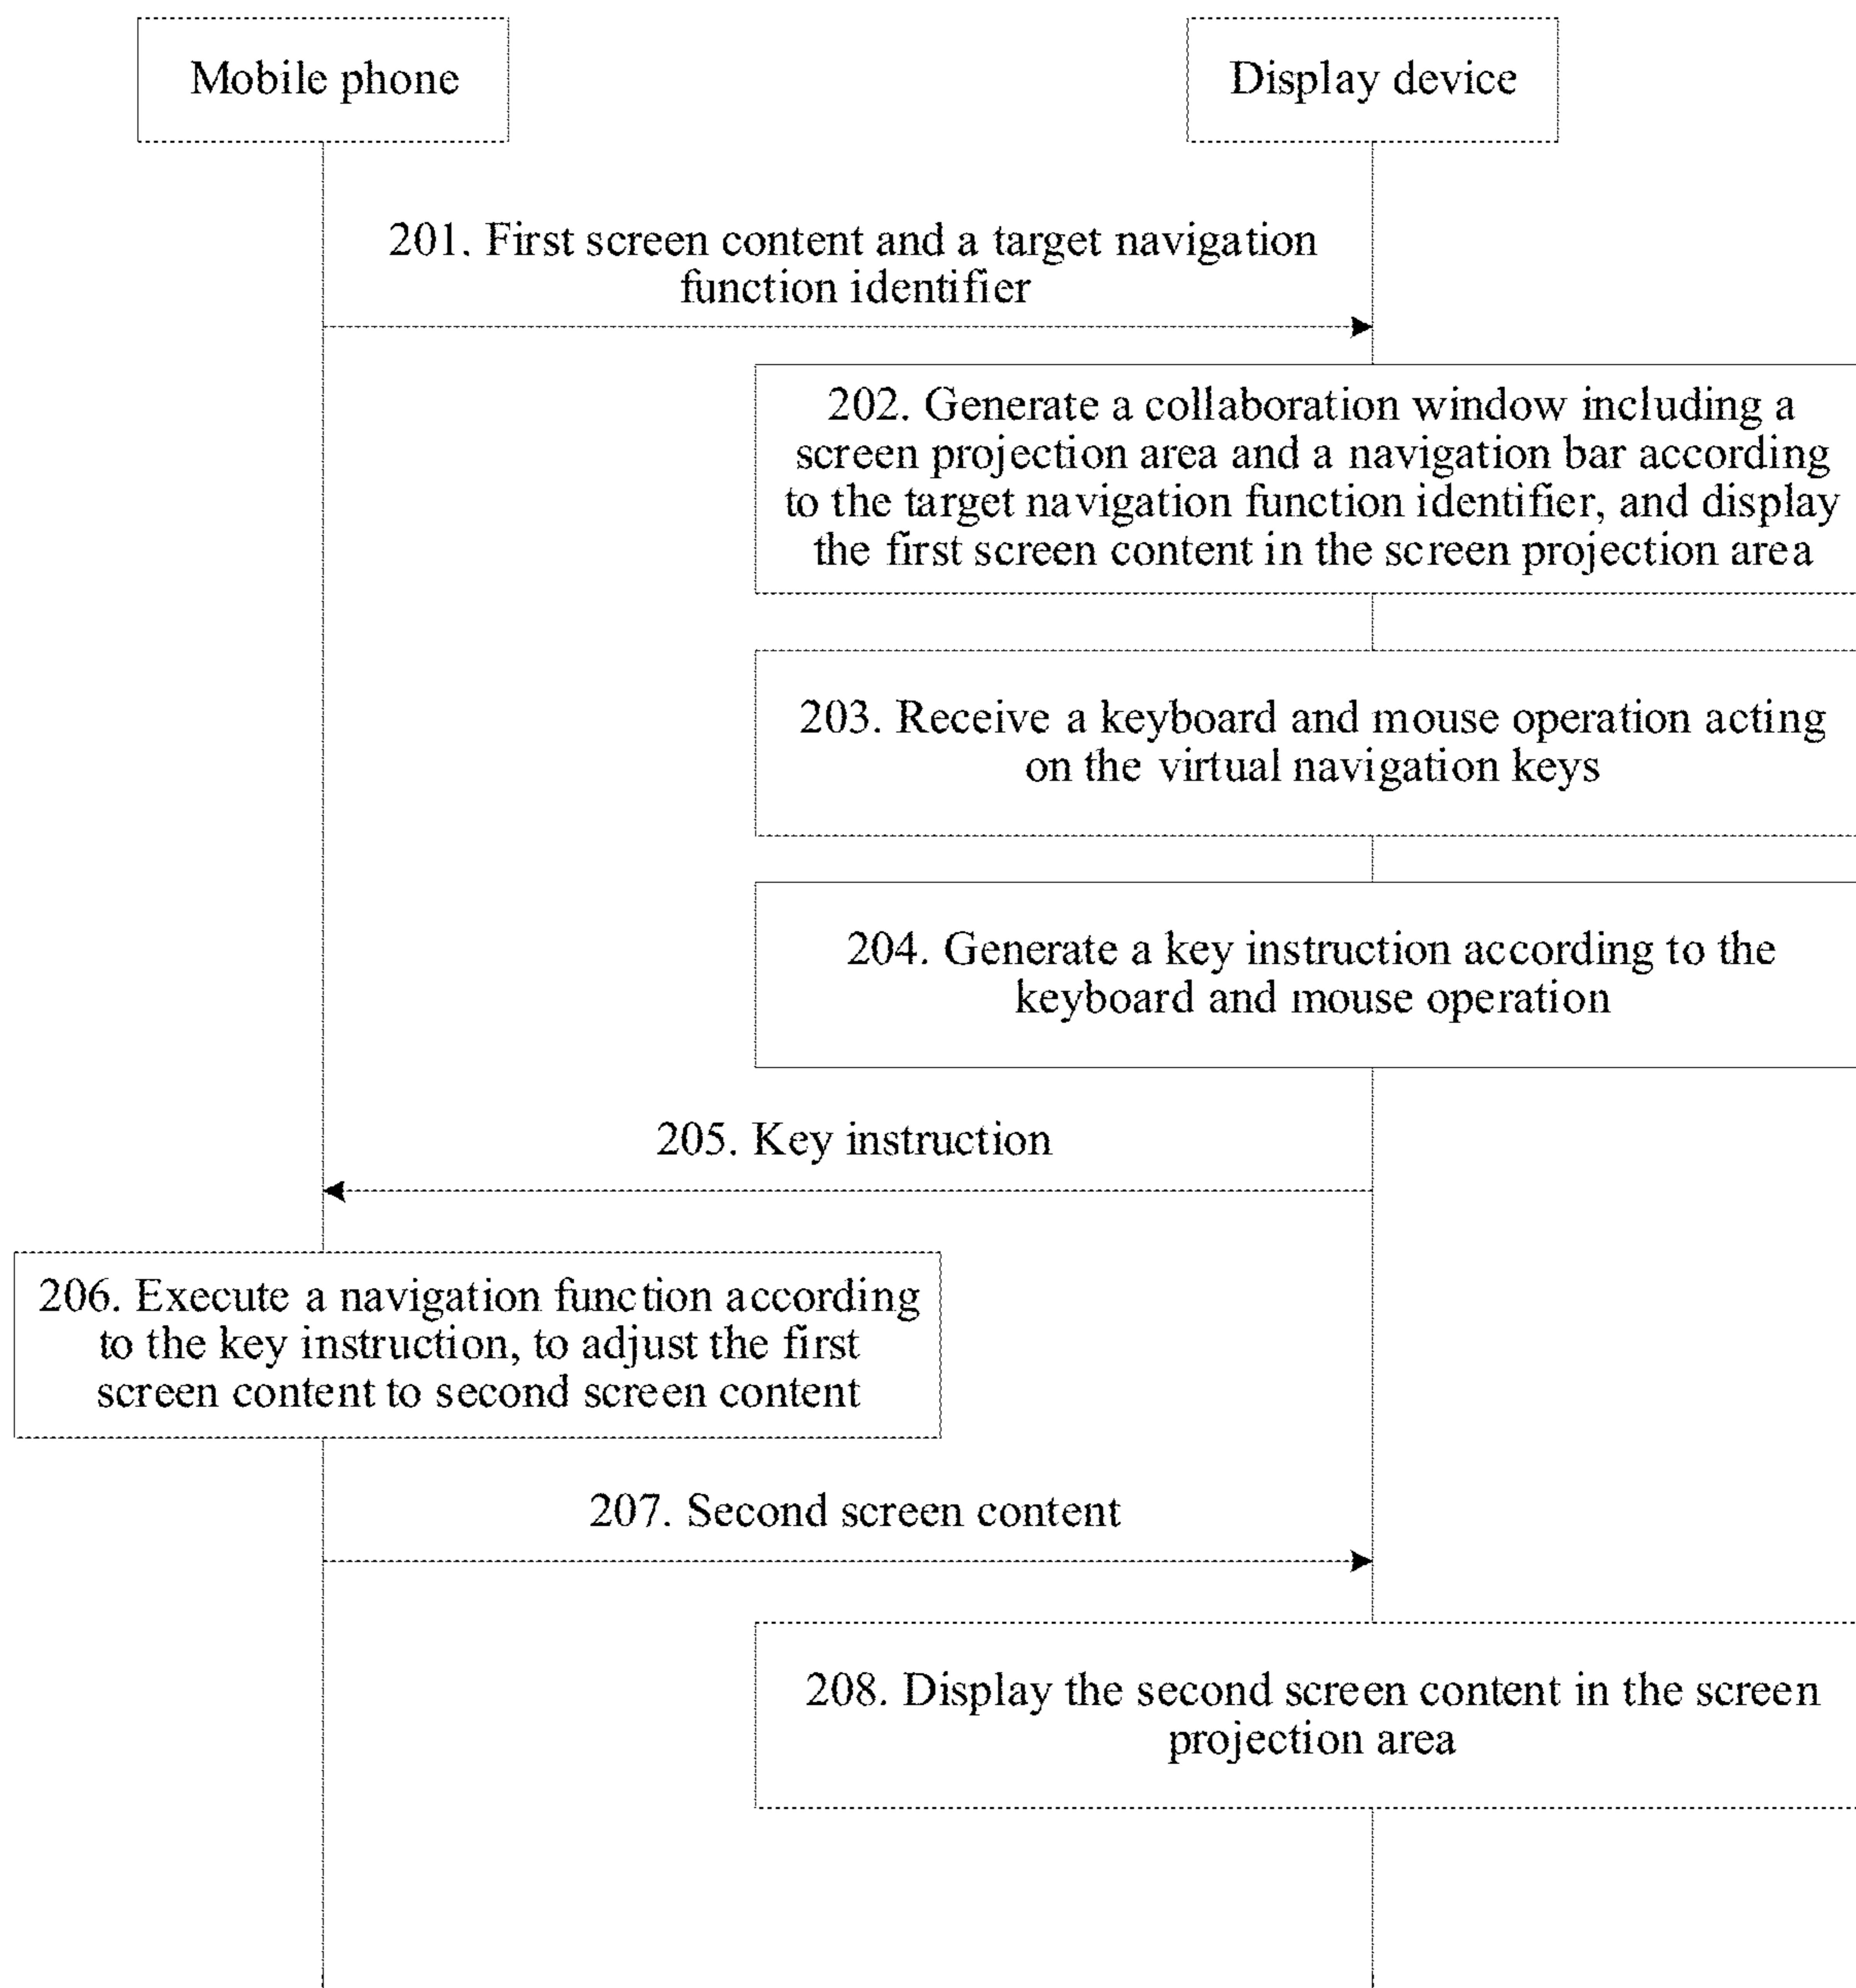 Mobile phone
Display device
201. First screen content and a target navigation
function identifier
202. Generate a collaboration window including a
screen projection area and a navigation bar according
to the target navigation function identifier, and display
the first screen content in the screen projection area
203. Receive a keyboard and mouse operation acting
on the virtual navigation keys
204. Generate a key instruction according to the
keyboard and mouse operation
205. Key instruction
206. Execute a navigation function according
to the key instruction, to adjust the first
screen content to second screen content
207. Second screen content
208. Display the second screen content in the screen
projection area